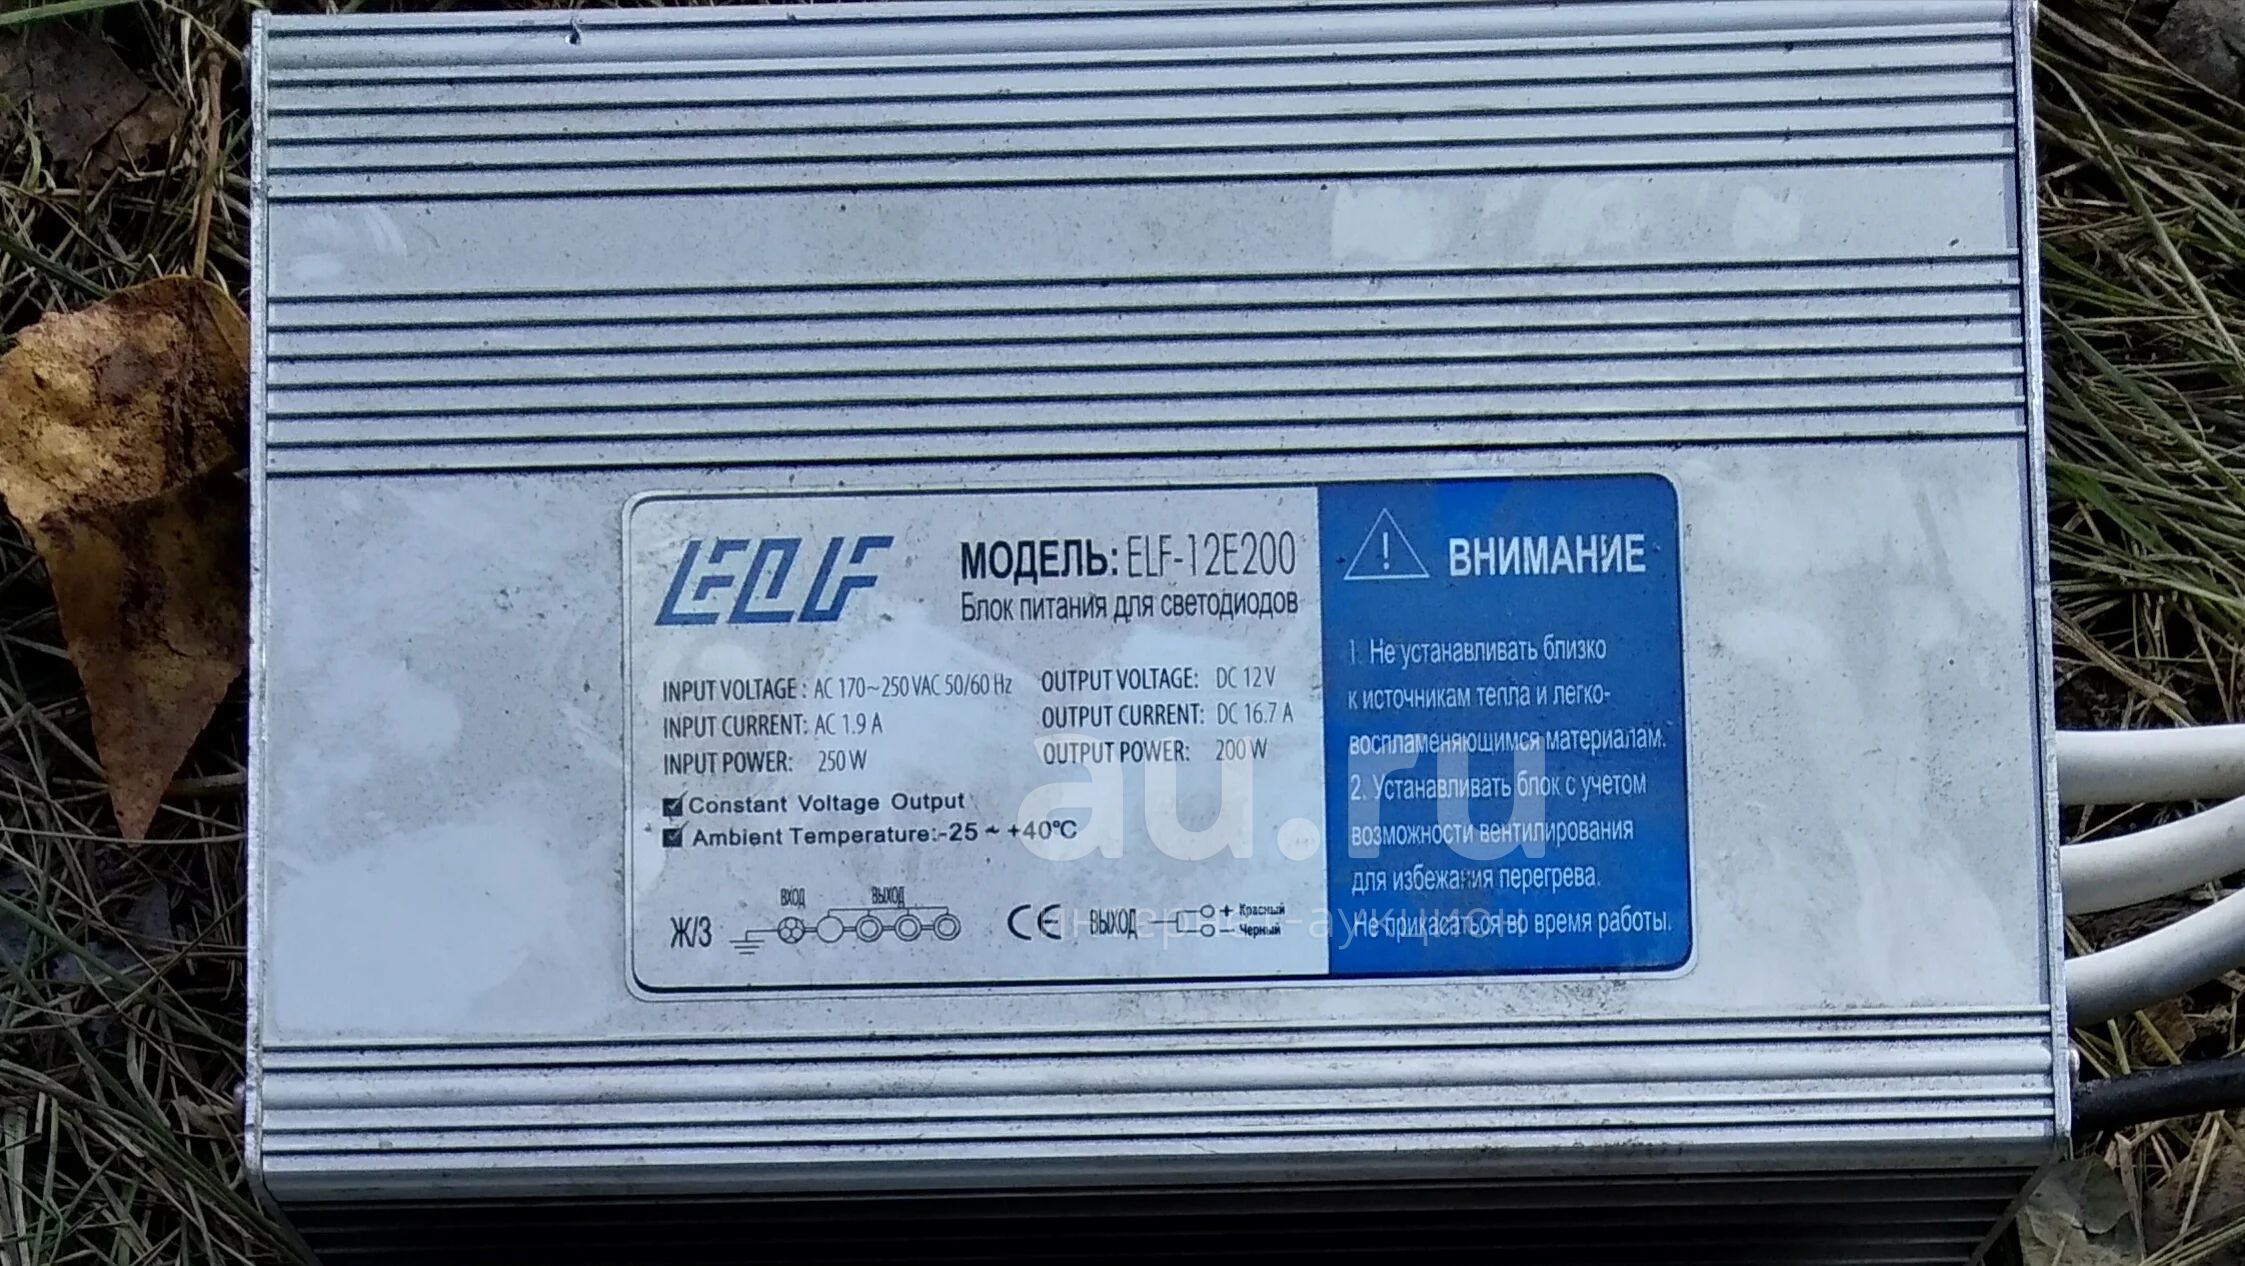 ELF
МОДЕЛЬ: ELF-12E200
Блок питания для светодиодов
INPUT VOLTAGE : AC 170~250 VAC 50/60 Hz
INPUT CURRENT: AC 1.9 A
INPUT POWER: 250 W
OUTPUT VOLTAGE: DC 12 V
OUTPUT CURRENT: DC 16.7 A
OUTPUT POWER: 200 W
Constant Voltage Output
Ambient Temperature:-25 ~ +40°C
ВХОД ВЫХОД
Ж/З
CE ВЫХОД + Красный
- Черный
ВНИМАНИЕ
1. Не устанавливать близко
к источникам тепла и легко-
воспламеняющимся материалам.
2. Устанавливать блок с учетом
возможности вентилирования
для избежания перегрева.
Не прикасаться во время работы.
au.ru
интернет-аукцион